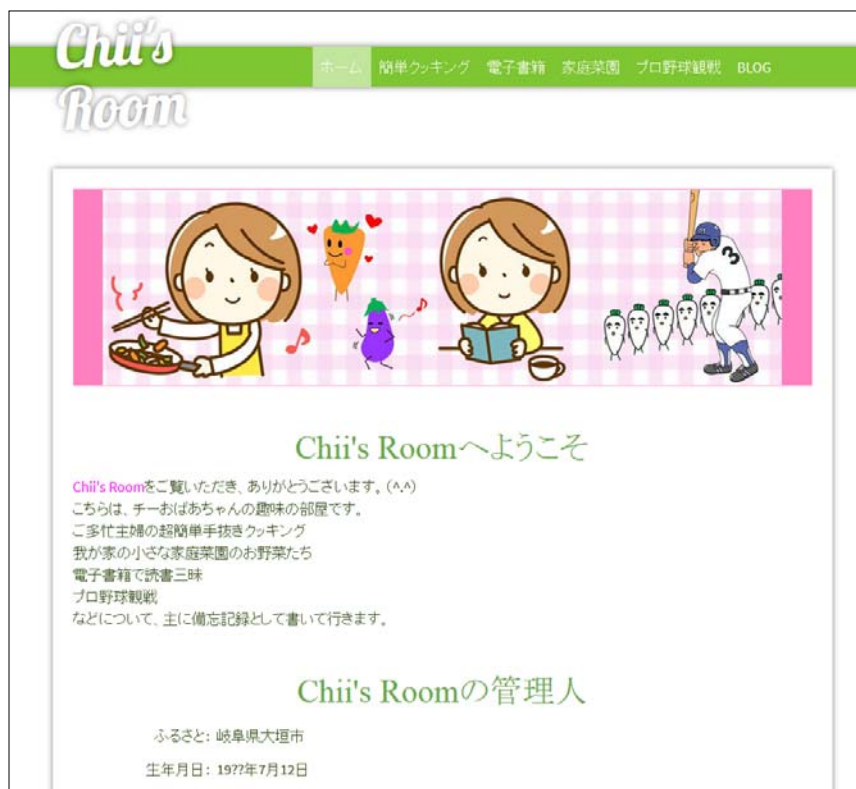 Chii's
Room
ホーム 簡単クッキング 電子書籍 家庭菜園 プロ野球観戦 BLOG
3
Chii's Roomへようこそ
Chii's Roomをご覧いただき、ありがとうございます。(^.^)
こちらは、チーおばあちゃんの趣味の部屋です。
ご多忙主婦の超簡単手抜きクッキング
我が家の小さな家庭菜園のお野菜たち
電子書籍で読書三昧
プロ野球観戦
などについて、主に備忘記録として書いて行きます。
Chii's Roomの管理人
ふるさと: 岐阜県大垣市
生年月日: 19??年7月12日